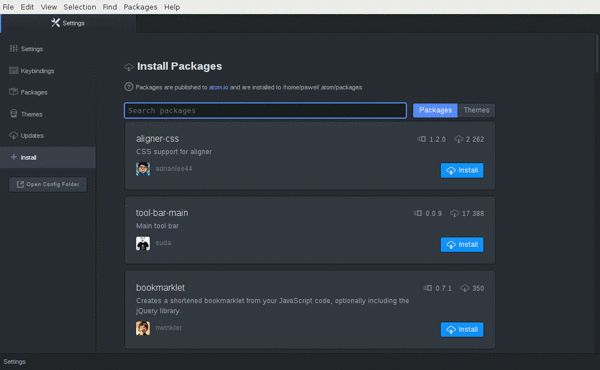 File Edit View Selection Find Packages Help
Settings
Settings
Keybindings
Packages
Themes
Updates
Install
Open Config Folder
Install Packages
Packages are published to atom.io and are installed to /home/pawel/.atom/packages
Search packages
Packages Themes
aligner-css 1.2.0 2 262
CSS support for aligner
adrianlee44 Install
tool-bar-main 0.0.9 17 388
Main tool bar
suda Install
bookmarklet 0.7.1 350
Creates a shortened bookmarklet from your JavaScript code, optionally including the
jQuery library.
nwinkler Install
Settings